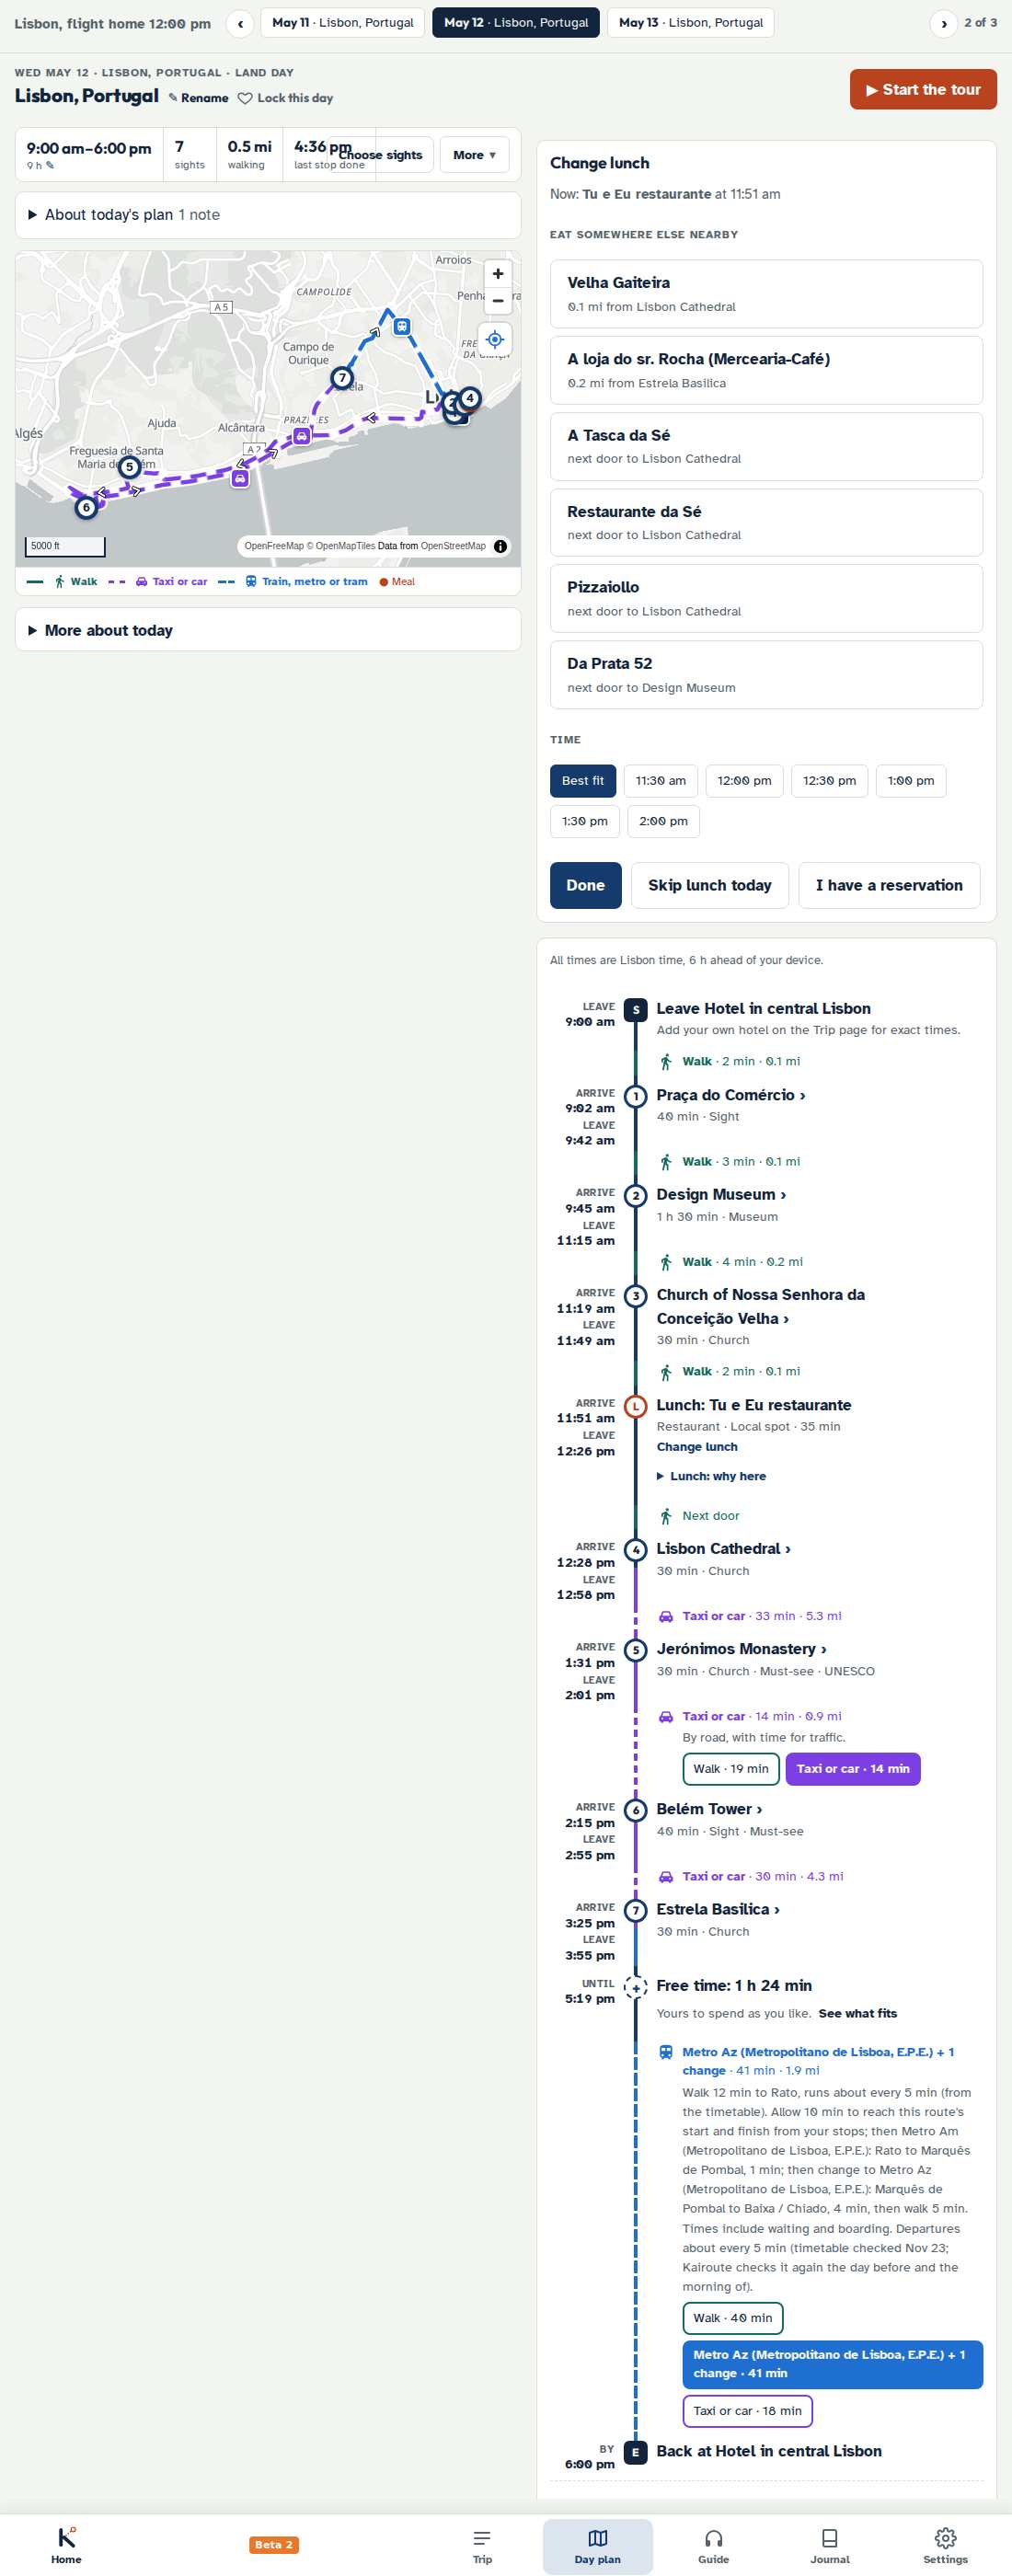 Lisbon, flight home 12:00 pm
‹
May 11 · Lisbon, Portugal
May 12 · Lisbon, Portugal
May 13 · Lisbon, Portugal
›
2 of 3
WED MAY 12 · LISBON, PORTUGAL · LAND DAY
Lisbon, Portugal
✎ Rename
Lock this day
▶ Start the tour
9:00 am–6:00 pm
9 h ✎
7
sights
0.5 mi
walking
4:36 pm
last stop done
Choose sights
More ▾
▶ About today's plan 1 note
Arroios
CAMPOLIDE
A 5
Campo de
Ourique
Ajuda
Alcântara
A 2
Algés
Freguesia de Santa
5
6
7
2
4
+
−
5000 ft
OpenFreeMap © OpenMapTiles Data from OpenStreetMap
Walk
Taxi or car
Train, metro or tram
Meal
▶ More about today
Change lunch
Now: Tu e Eu restaurante at 11:51 am
EAT SOMEWHERE ELSE NEARBY
Velha Gaiteira
0.1 mi from Lisbon Cathedral
A loja do sr. Rocha (Mercearia-Café)
0.2 mi from Estrela Basilica
A Tasca da Sé
next door to Lisbon Cathedral
Restaurante da Sé
next door to Lisbon Cathedral
Pizzaiollo
next door to Lisbon Cathedral
Da Prata 52
next door to Design Museum
TIME
Best fit
11:30 am
12:00 pm
12:30 pm
1:00 pm
1:30 pm
2:00 pm
Done
Skip lunch today
I have a reservation
All times are Lisbon time, 6 h ahead of your device.
LEAVE
9:00 am
S
Leave Hotel in central Lisbon
Add your own hotel on the Trip page for exact times.
Walk · 2 min · 0.1 mi
ARRIVE
9:02 am
LEAVE
9:42 am
1
Praça do Comércio ›
40 min · Sight
Walk · 3 min · 0.1 mi
ARRIVE
9:45 am
LEAVE
11:15 am
2
Design Museum ›
1 h 30 min · Museum
Walk · 4 min · 0.2 mi
ARRIVE
11:19 am
LEAVE
11:49 am
3
Church of Nossa Senhora da
Conceição Velha ›
30 min · Church
Walk · 2 min · 0.1 mi
ARRIVE
11:51 am
LEAVE
12:26 pm
L
Lunch: Tu e Eu restaurante
Restaurant · Local spot · 35 min
Change lunch
▶ Lunch: why here
Next door
ARRIVE
12:28 pm
LEAVE
12:58 pm
4
Lisbon Cathedral ›
30 min · Church
Taxi or car · 33 min · 5.3 mi
ARRIVE
1:31 pm
LEAVE
2:01 pm
5
Jerónimos Monastery ›
30 min · Church · Must-see · UNESCO
Taxi or car · 14 min · 0.9 mi
By road, with time for traffic.
Walk · 19 min
Taxi or car · 14 min
ARRIVE
2:15 pm
LEAVE
2:55 pm
6
Belém Tower ›
40 min · Sight · Must-see
Taxi or car · 30 min · 4.3 mi
ARRIVE
3:25 pm
LEAVE
3:55 pm
7
Estrela Basilica ›
30 min · Church
UNTIL
5:19 pm
+
Free time: 1 h 24 min
Yours to spend as you like. See what fits
Metro Az (Metropolitano de Lisboa, E.P.E.) + 1
change · 41 min · 1.9 mi
Walk 12 min to Rato, runs about every 5 min (from
the timetable). Allow 10 min to reach this route's
start and finish from your stops; then Metro Am
(Metropolitano de Lisboa, E.P.E.): Rato to Marquês
de Pombal, 1 min; then change to Metro Az
(Metropolitano de Lisboa, E.P.E.): Marquês de
Pombal to Baixa / Chiado, 4 min, then walk 5 min.
Times include waiting and boarding. Departures
about every 5 min (timetable checked Nov 23;
Kairoute checks it again the day before and the
morning of).
Walk · 40 min
Metro Az (Metropolitano de Lisboa, E.P.E.) + 1
change · 41 min
Taxi or car · 18 min
BY
6:00 pm
E
Back at Hotel in central Lisbon
Home
Beta 2
Trip
Day plan
Guide
Journal
Settings